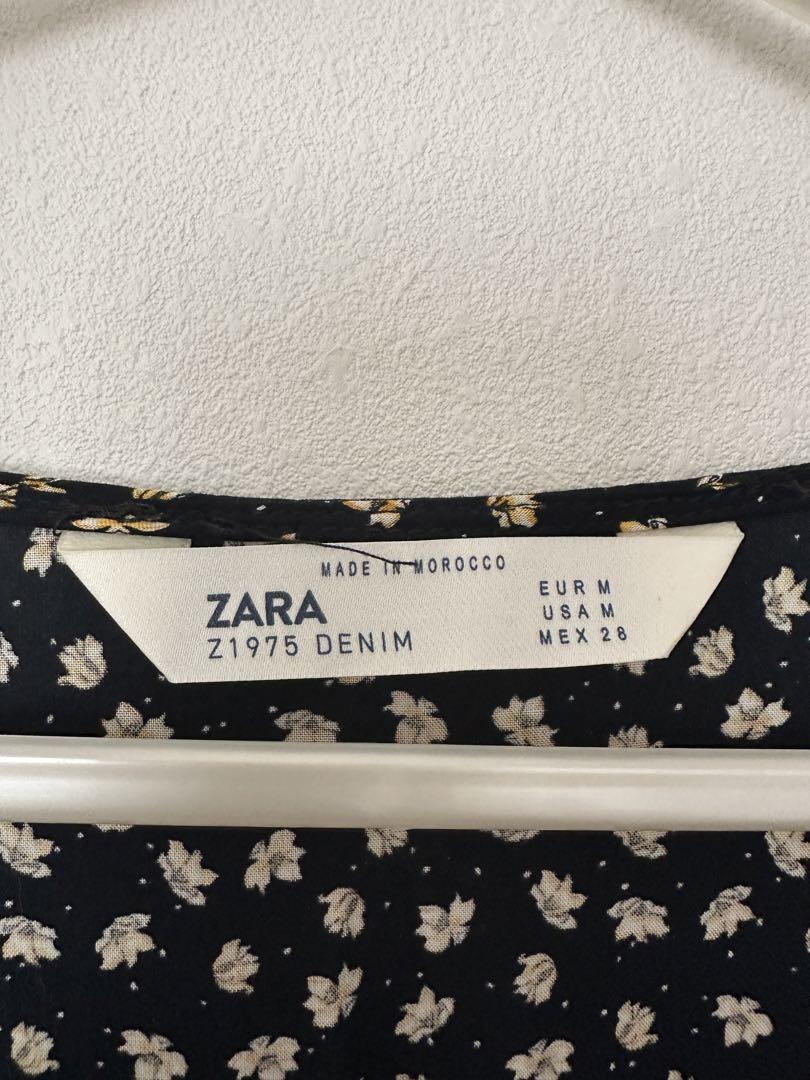 MADE IN MOROCCO
ZARA
Z1975 DENIM
EUR M
USA M
MEX 28